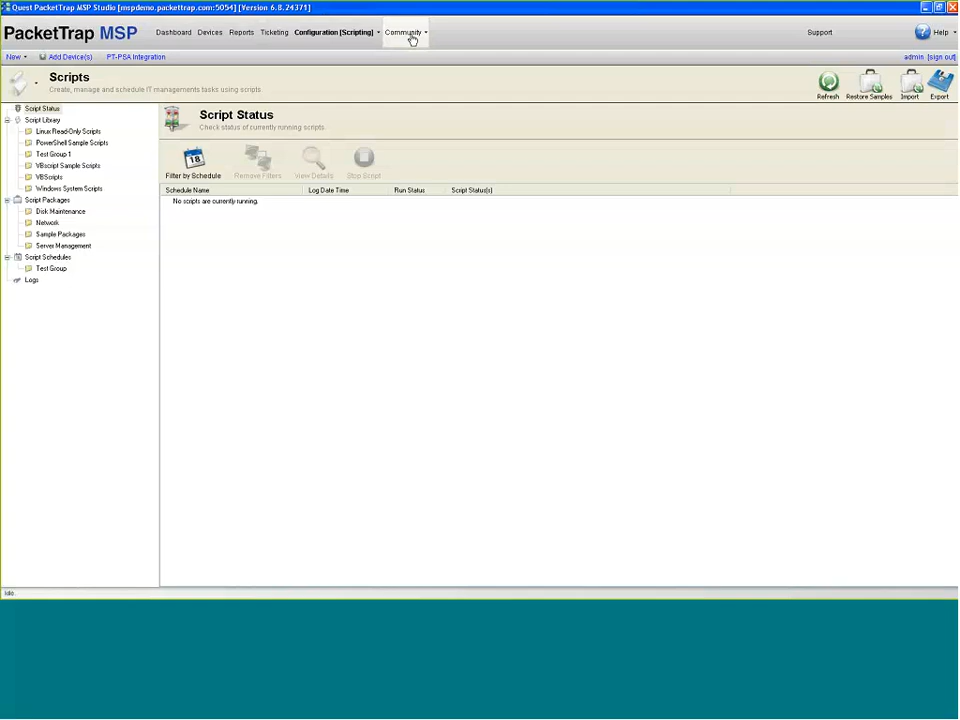 Quest PacketTrap MSP Studio [mspdemo.packettrap.com:5054] [Version 6.8.24371]
PacketTrap MSP Dashboard Devices Reports Ticketing Configuration [Scripting] Community Support Help
New Add Device(s) PT-PSA Integration admin [sign out]
Scripts
Create, manage and schedule IT managements tasks using scripts.
Refresh Restore Samples Import Export
Script Status
Script Library
Linux Read-Only Scripts
PowerShell Sample Scripts
Test Group 1
VBscript Sample Scripts
VBScripts
Windows System Scripts
Script Packages
Disk Maintenance
Network
Sample Packages
Server Management
Script Schedules
Test Group
Logs
Script Status
Check status of currently running scripts.
18
Filter by Schedule Remove Filters View Details Stop Script
Schedule Name Log Date Time Run Status Script Status(s)
No scripts are currently running.
Idle.